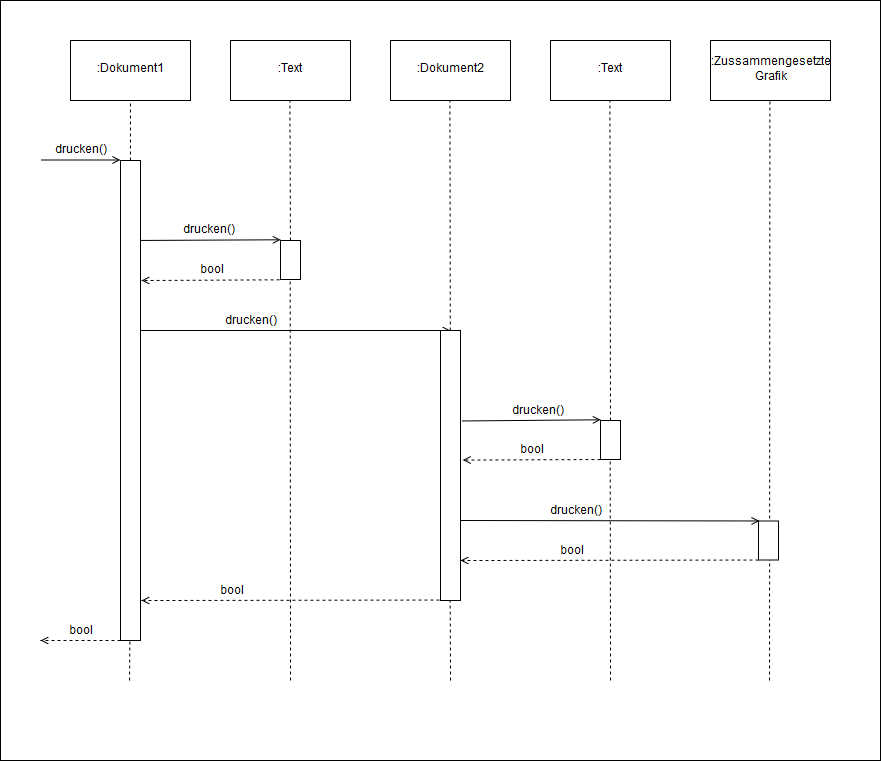 :Dokument1
:Text
:Dokument2
:Text
:Zussammengesetzte
Grafik
drucken()
drucken()
bool
drucken()
drucken()
bool
drucken()
bool
bool
bool